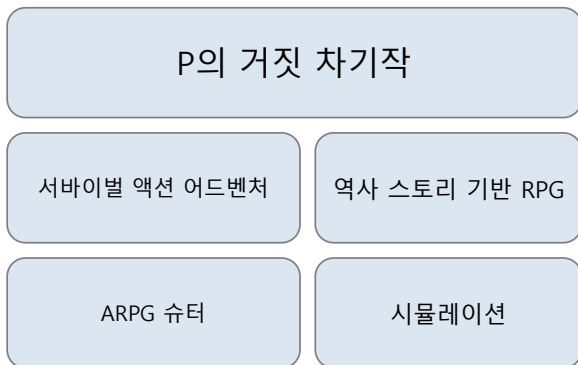 P의 거짓 차기작
서바이벌 액션 어드벤처
역사 스토리 기반 RPG
ARPG 슈터
시뮬레이션